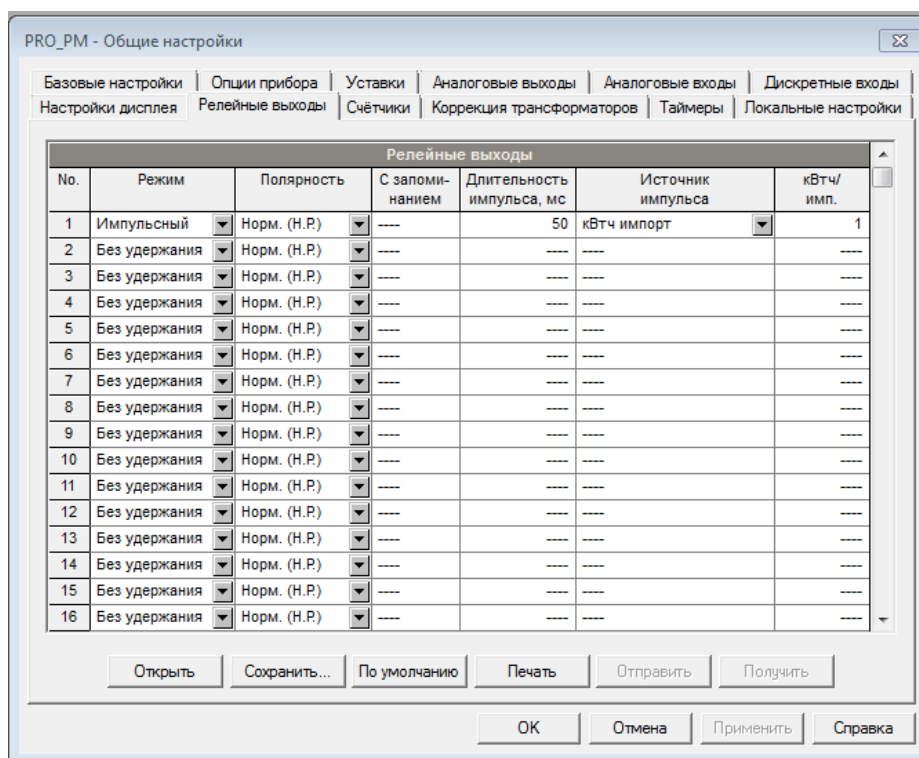 PRO_PM - Общие настройки
Базовые настройки Опции прибора Уставки Аналоговые выходы Аналоговые входы Дискретные входы
Настройки дисплея Релейные выходы Счётчики Коррекция трансформаторов Таймеры Локальные настройки
Релейные выходы
No. Режим Полярность С запоми- Длительность Источник кВтч/
нанием импульса, мс импульса имп.
1 Импульсный Норм. (Н.Р.) ---- 50 кВтч импорт 1
2 Без удержания Норм. (Н.Р.) ---- ---- ---- ----
3 Без удержания Норм. (Н.Р.) ---- ---- ---- ----
4 Без удержания Норм. (Н.Р.) ---- ---- ---- ----
5 Без удержания Норм. (Н.Р.) ---- ---- ---- ----
6 Без удержания Норм. (Н.Р.) ---- ---- ---- ----
7 Без удержания Норм. (Н.Р.) ---- ---- ---- ----
8 Без удержания Норм. (Н.Р.) ---- ---- ---- ----
9 Без удержания Норм. (Н.Р.) ---- ---- ---- ----
10 Без удержания Норм. (Н.Р.) ---- ---- ---- ----
11 Без удержания Норм. (Н.Р.) ---- ---- ---- ----
12 Без удержания Норм. (Н.Р.) ---- ---- ---- ----
13 Без удержания Норм. (Н.Р.) ---- ---- ---- ----
14 Без удержания Норм. (Н.Р.) ---- ---- ---- ----
15 Без удержания Норм. (Н.Р.) ---- ---- ---- ----
16 Без удержания Норм. (Н.Р.) ---- ---- ---- ----
Открыть Сохранить... По умолчанию Печать Отправить Получить
OK Отмена Применить Справка